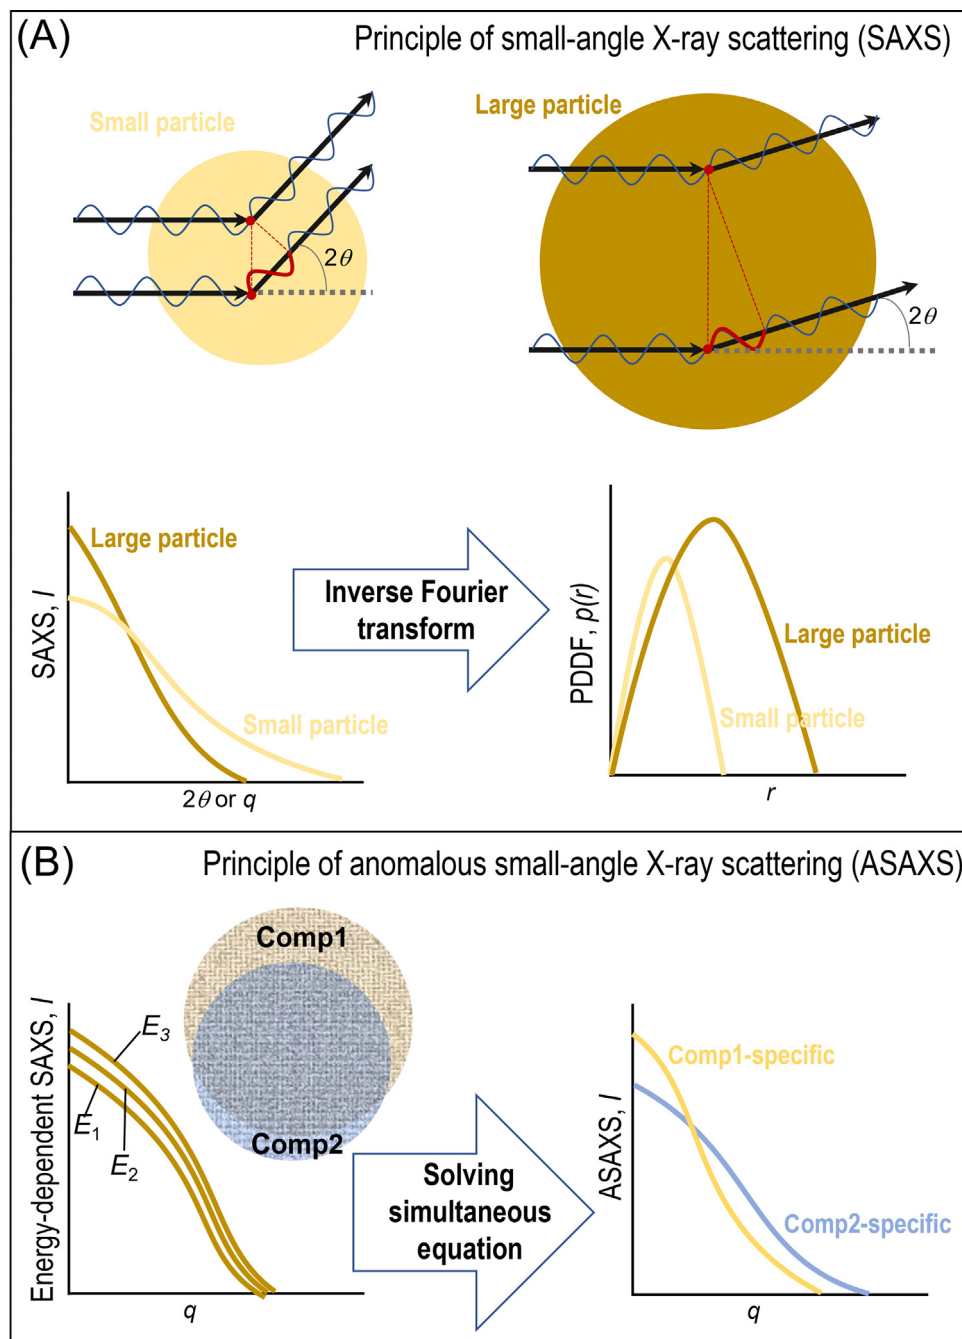 (A)
Principle of small-angle X-ray scattering (SAXS)
Small particle
Large particle
2θ
2θ
SAXS, I
Large particle
Small particle
2θ or q
Inverse Fourier
transform
PDDF, p(r)
Large particle
Small particle
r
(B)
Principle of anomalous small-angle X-ray scattering (ASAXS)
Comp1
Comp2
Energy-dependent SAXS, I
E3
E1
E2
q
Solving
simultaneous
equation
ASAXS, I
Comp1-specific
Comp2-specific
q